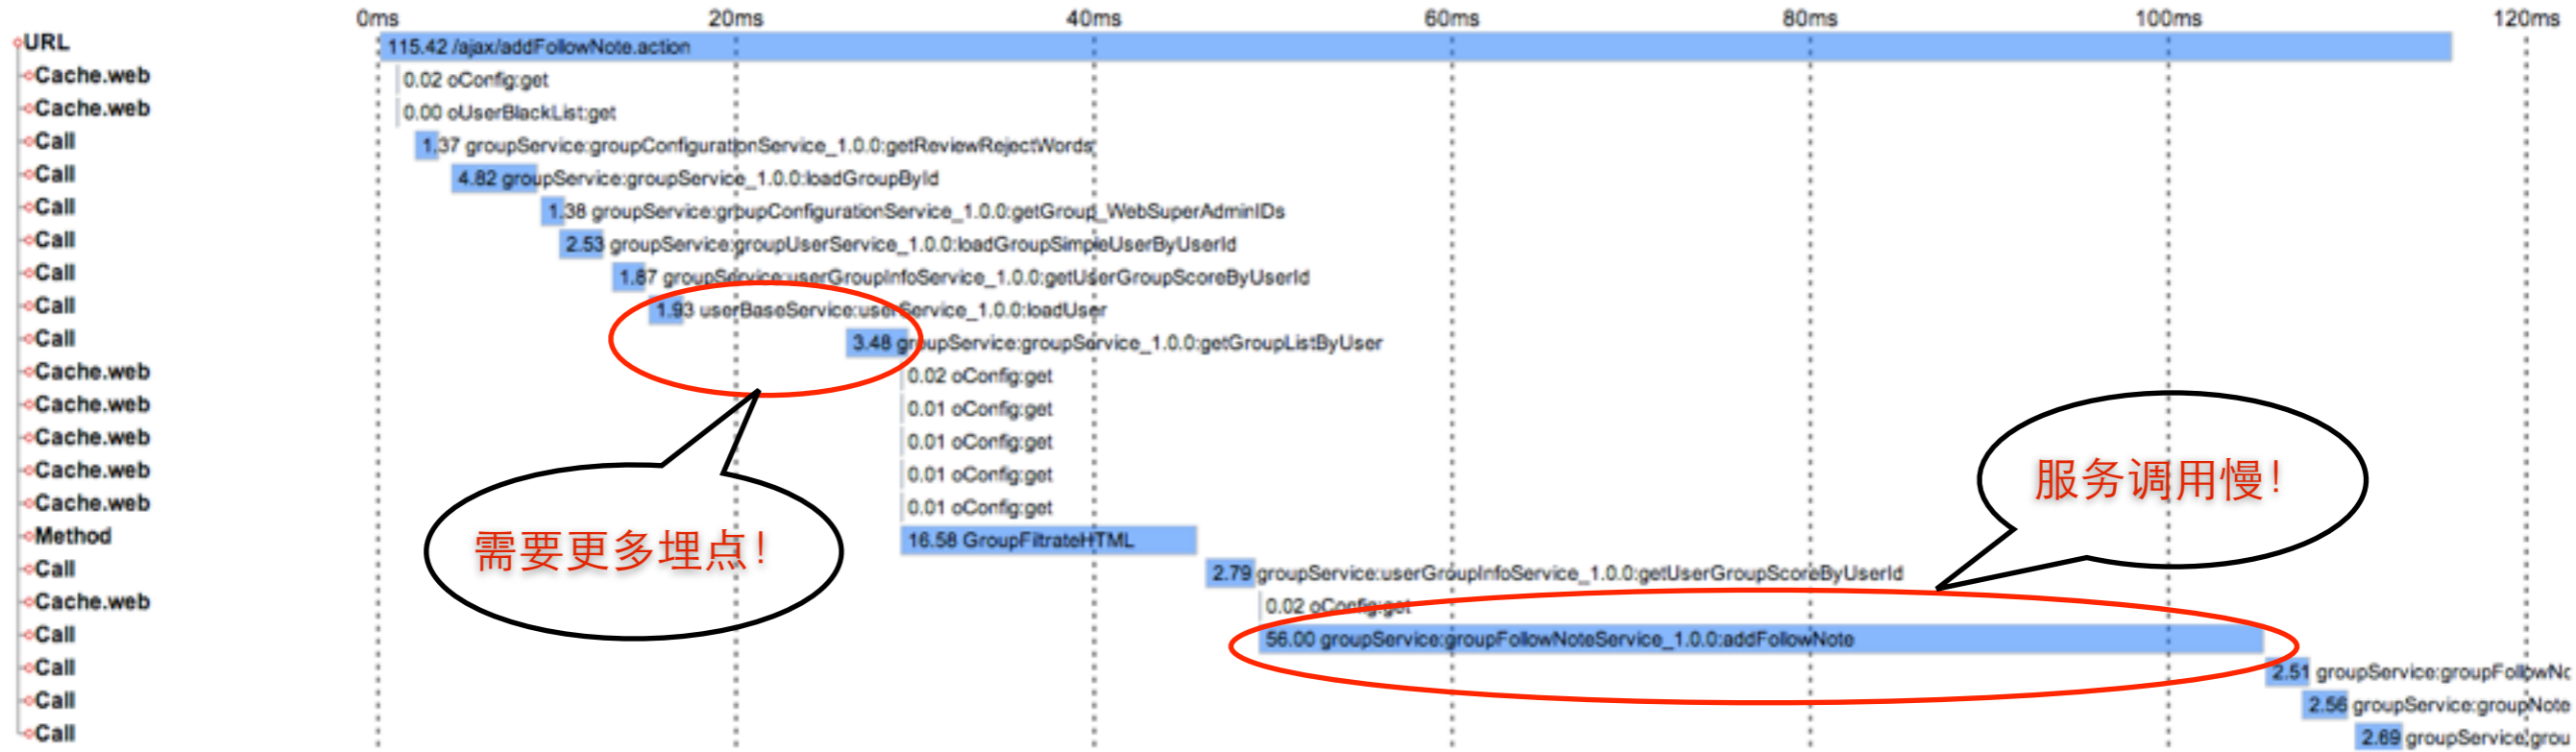 0ms 20ms 40ms 60ms 80ms 100ms 120ms
URL 115.42 /ajax/addFollowNote.action
Cache.web 0.02 oConfig:get
Cache.web 0.00 oUserBlackList:get
Call 1.37 groupService:groupConfigurationService_1.0.0:getReviewRejectWords
Call 4.82 groupService:groupService_1.0.0:loadGroupById
Call 1.38 groupService:groupConfigurationService_1.0.0:getGroup_WebSuperAdminIDs
Call 2.53 groupService:groupUserService_1.0.0:loadGroupSimpleUserByUserId
Call 1.87 groupService:userGroupInfoService_1.0.0:getUserGroupScoreByUserId
Call 1.93 userBaseService:userService_1.0.0:loadUser
Call 3.48 groupService:groupService_1.0.0:getGroupListByUser
Cache.web 0.02 oConfig:get
Cache.web 0.01 oConfig:get
Cache.web 0.01 oConfig:get
Cache.web 0.01 oConfig:get
服务调用慢！
Cache.web 0.01 oConfig:get
Method 16.58 GroupFiltrateHTML
需要更多埋点！
Call 2.79 groupService:userGroupInfoService_1.0.0:getUserGroupScoreByUserId
Cache.web 0.02 oConfig:get
Call 56.00 groupService:groupFollowNoteService_1.0.0:addFollowNote
Call 2.51 groupService:groupFollowNo
Call 2.56 groupService:groupNote
Call 2.69 groupService:grou